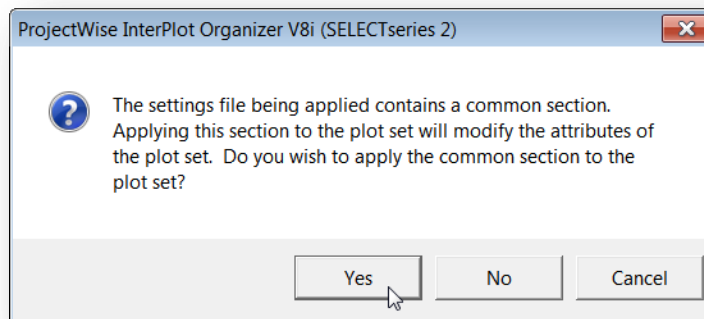 ProjectWise InterPlot Organizer V8i (SELECTseries 2)
The settings file being applied contains a common section.
Applying this section to the plot set will modify the attributes of
the plot set.  Do you wish to apply the common section to the
plot set?
Yes
No
Cancel